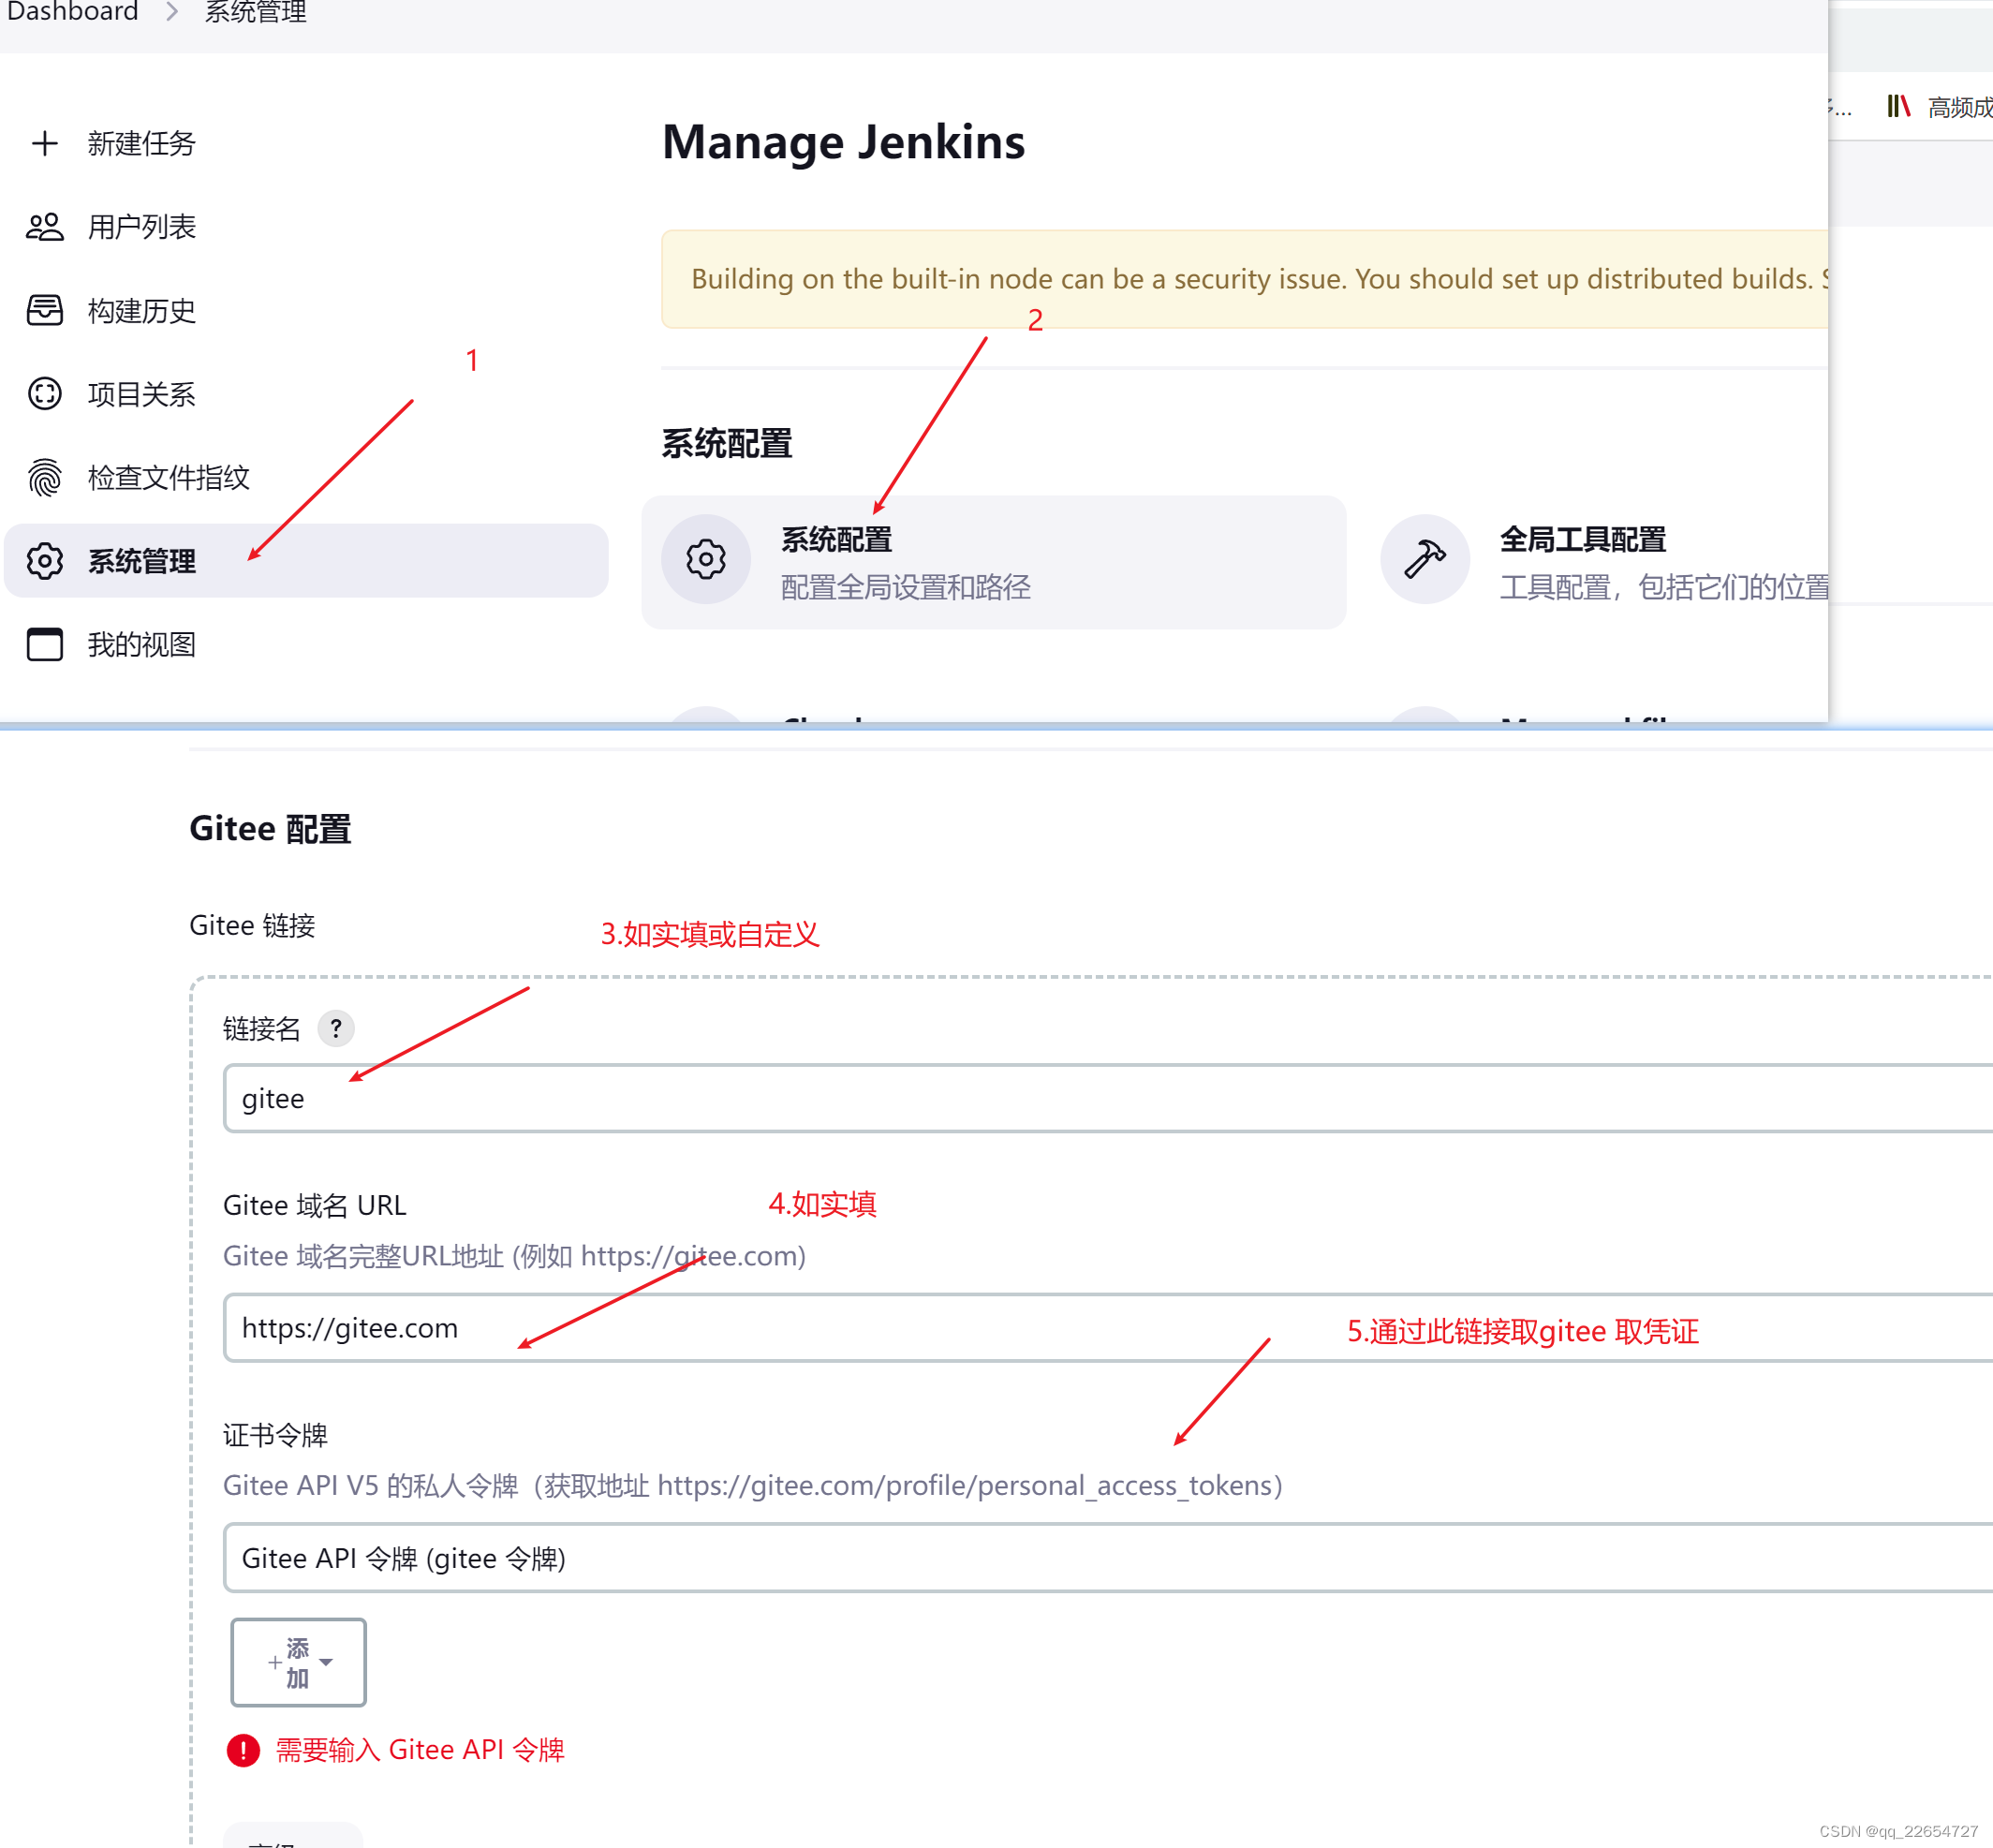 Dashboard > 系统管理
高频成
新建任务
用户列表
构建历史
项目关系
检查文件指纹
系统管理
我的视图
1
Manage Jenkins
Building on the built-in node can be a security issue. You should set up distributed builds.
2
系统配置
系统配置
配置全局设置和路径
全局工具配置
工具配置，包括它们的位置
Gitee 配置
Gitee 链接
3.如实填或自定义
链接名 ?
gitee
Gitee 域名 URL
4.如实填
Gitee 域名完整URL地址 (例如 https://gitee.com)
https://gitee.com
5.通过此链接取gitee 取凭证
证书令牌
Gitee API V5 的私人令牌（获取地址 https://gitee.com/profile/personal_access_tokens）
Gitee API 令牌 (gitee 令牌)
+添
加
需要输入 Gitee API 令牌
CSDN @qq_22654727